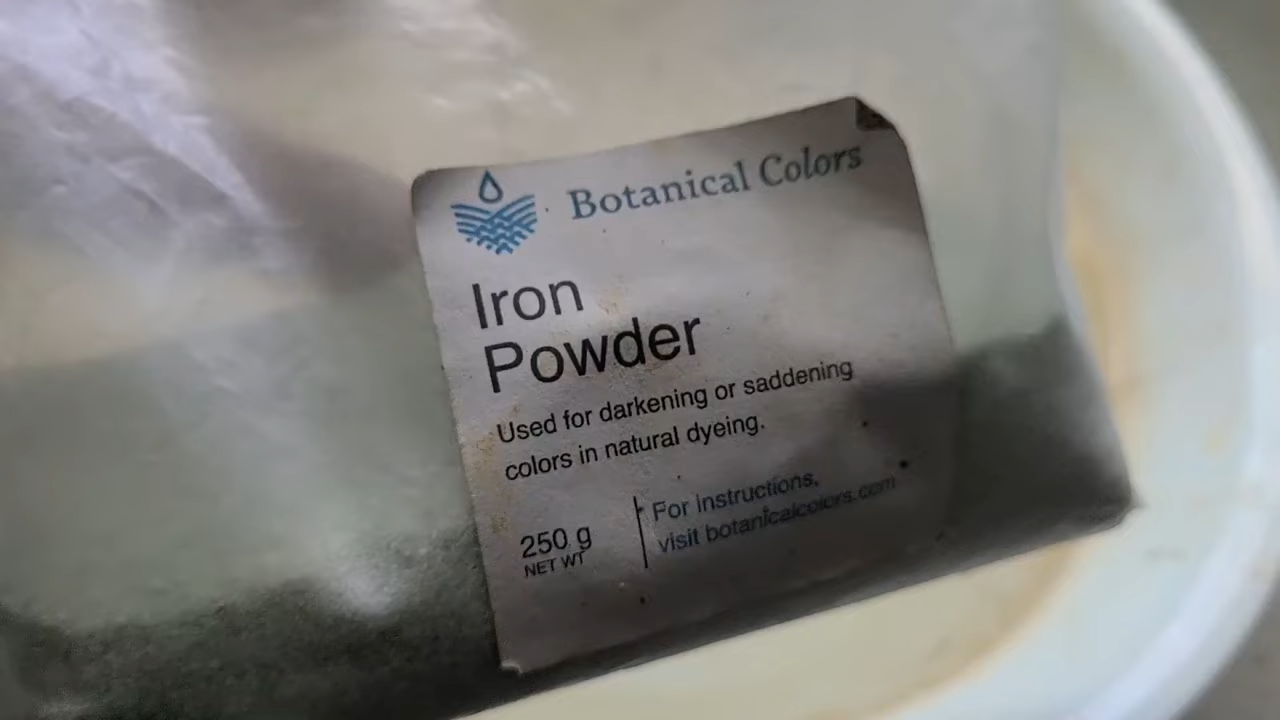 Botanical Colors
Iron
Powder
Used for darkening or saddening
colors in natural dyeing.
250 g
NET WT
For instructions,
visit botanicalcolors.com